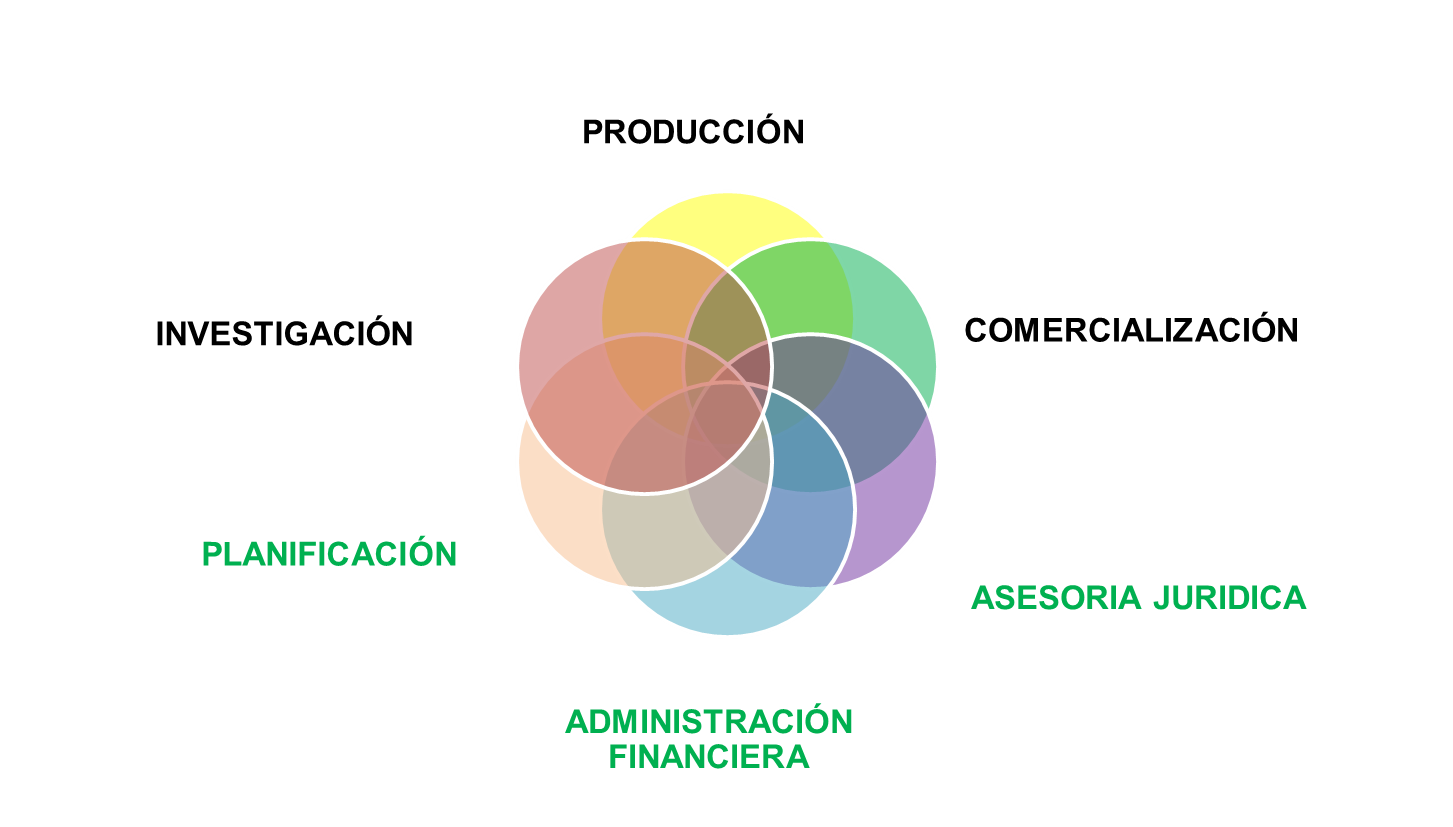 PRODUCCIÓN
INVESTIGACIÓN
COMERCIALIZACIÓN
PLANIFICACIÓN
ASESORIA JURIDICA
ADMINISTRACIÓN
FINANCIERA